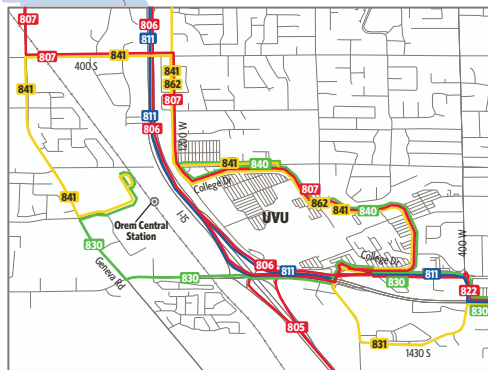 807
806
811
807
841
400 S
841
862
807
841
811
806
1200 W
841
840
College Dr
807
862
841
840
841
Orem Central
Station
I-15
UVU
400 W
830
Geneva Rd
College Dr
806
811
830
830
811
822
830
805
831
1430 S